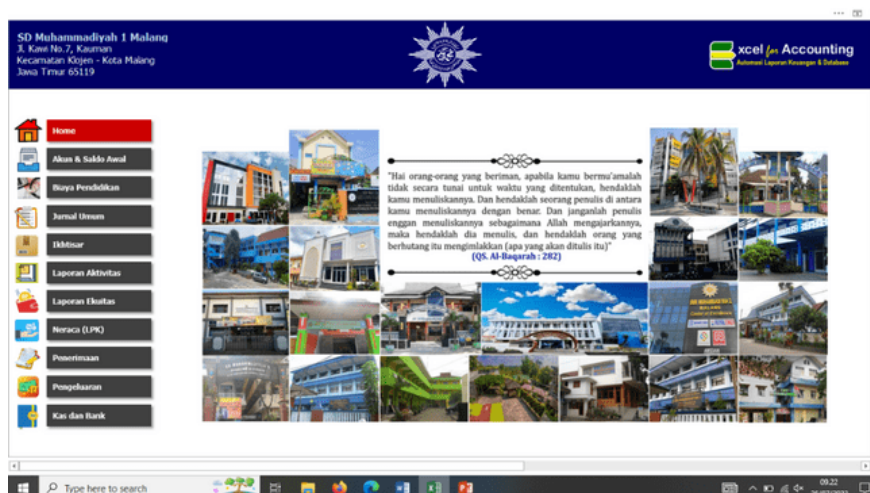 SD Muhammadiyah 1 Malang
Jl. Kawi No.7, Kauman
Kecamatan Klojen - Kota Malang
Jawa Timur 65119
xcel for Accounting
Automasi Laporan Keuangan & Database
Home
Akun & Saldo Awal
Biaya Pendidikan
Jurnal Umum
Ikhtisar
Laporan Aktivitas
Laporan Ekuitas
Neraca (LPK)
Penerimaan
Pengeluaran
Kas dan Bank
"Hai orang-orang yang beriman, apabila kamu bermu'amalah
tidak secara tunai untuk waktu yang ditentukan, hendaklah
kamu menuliskannya. Dan hendaklah seorang penulis di antara
kamu menuliskannya dengan benar. Dan janganlah penulis
enggan menuliskannya sebagaimana Allah mengajarkannya,
maka hendaklah dia menulis, dan hendaklah orang yang
berhutang itu mengimlakkan (apa yang akan ditulis itu)"
(QS. Al-Baqarah : 282)
Type here to search
09.22